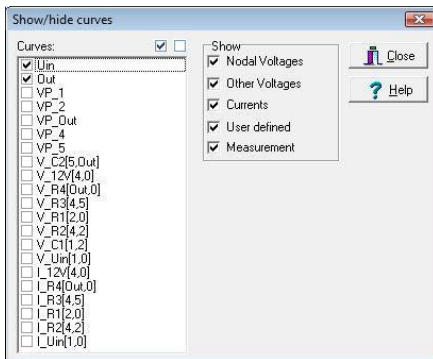 Show/hide curves
Curves:
Uin
Out
VP_1
VP_2
VP_Out
VP_4
VP_5
V_C2[5,Out]
V_12V[4,0]
V_R4[Out,0]
V_R3[4,5]
V_R1[2,0]
V_R2[4,2]
V_C1[1,2]
V_Uin[1,0]
I_12V[4,0]
I_R4[Out,0]
I_R3[4,5]
I_R1[2,0]
I_R2[4,2]
I_Uin[1,0]
Show
Nodal Voltages
Other Voltages
Currents
User defined
Measurement
Close
Help